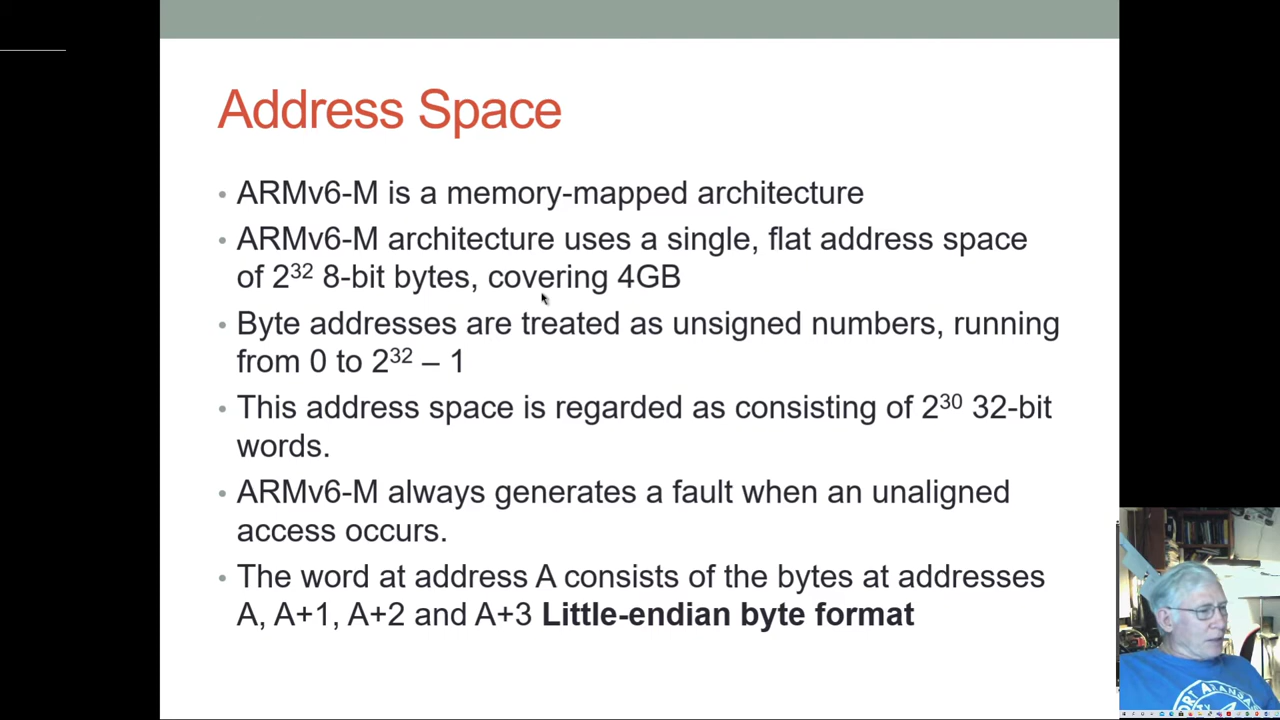 Address Space
• ARMv6-M is a memory-mapped architecture
• ARMv6-M architecture uses a single, flat address space
of 2³² 8-bit bytes, covering 4GB
• Byte addresses are treated as unsigned numbers, running
from 0 to 2³² – 1
• This address space is regarded as consisting of 2³⁰ 32-bit
words.
• ARMv6-M always generates a fault when an unaligned
access occurs.
• The word at address A consists of the bytes at addresses
A, A+1, A+2 and A+3 Little-endian byte format